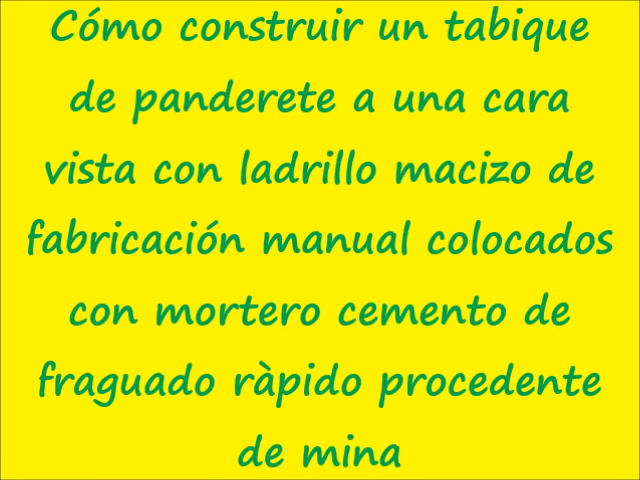 Cómo construir un tabique
de panderete a una cara
vista con ladrillo macizo de
fabricación manual colocados
con mortero cemento de
fraguado ràpido procedente
de mina